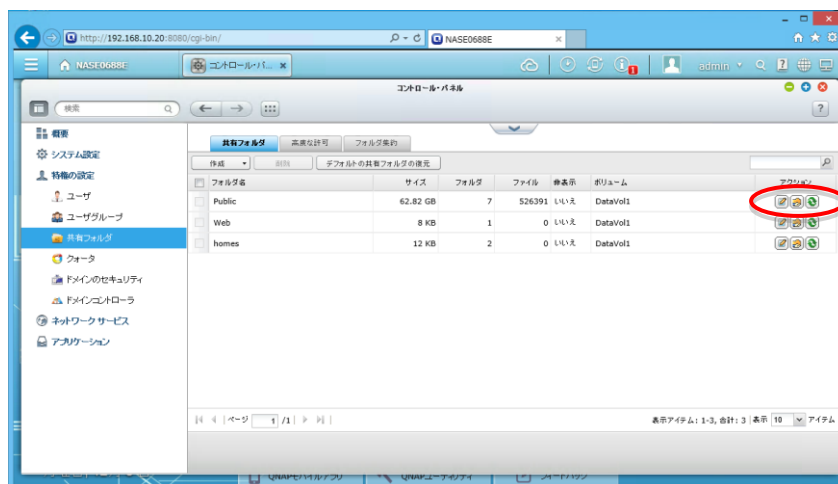 http://192.168.10.20:8080/cgi-bin/
NASE0688E
NASE0688E
コントロール・パ...
1
admin
コントロール・パネル
検索
概要
システム設定
特権の設定
ユーザ
ユーザグループ
共有フォルダ
クォータ
ドメインのセキュリティ
ドメインコントローラ
ネットワーク サービス
アプリケーション
共有フォルダ 高度な許可 フォルダ集約
作成 削除 デフォルトの共有フォルダの復元
フォルダ名 サイズ フォルダ ファイル 非表示 ボリューム アクション
Public 62.82 GB 7 526391 いいえ DataVol1
Web 8 KB 1 0 いいえ DataVol1
homes 12 KB 2 0 いいえ DataVol1
ページ 1 /1
表示アイテム: 1-3, 合計: 3 表示 10 アイテム
QNAPモバイルアプリ QNAPユーティリティ フィードバック